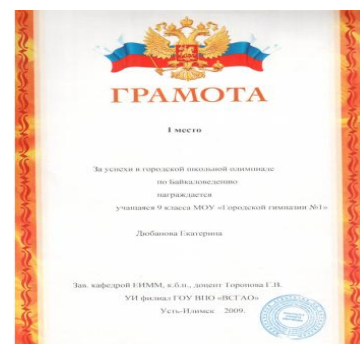 ГРАМОТА
I место
За успехи в городской школьной олимпиаде
по Байкаловедению
награждается
учащаяся 9 класса МОУ «Городской гимназии №1»
Дюбанова Екатерина
Зав. кафедрой ЕИММ, к.б.н., доцент Торопова Г.В.
УИ филиал ГОУ ВПО «ВСГАО»
Усть-Илимск 2009.